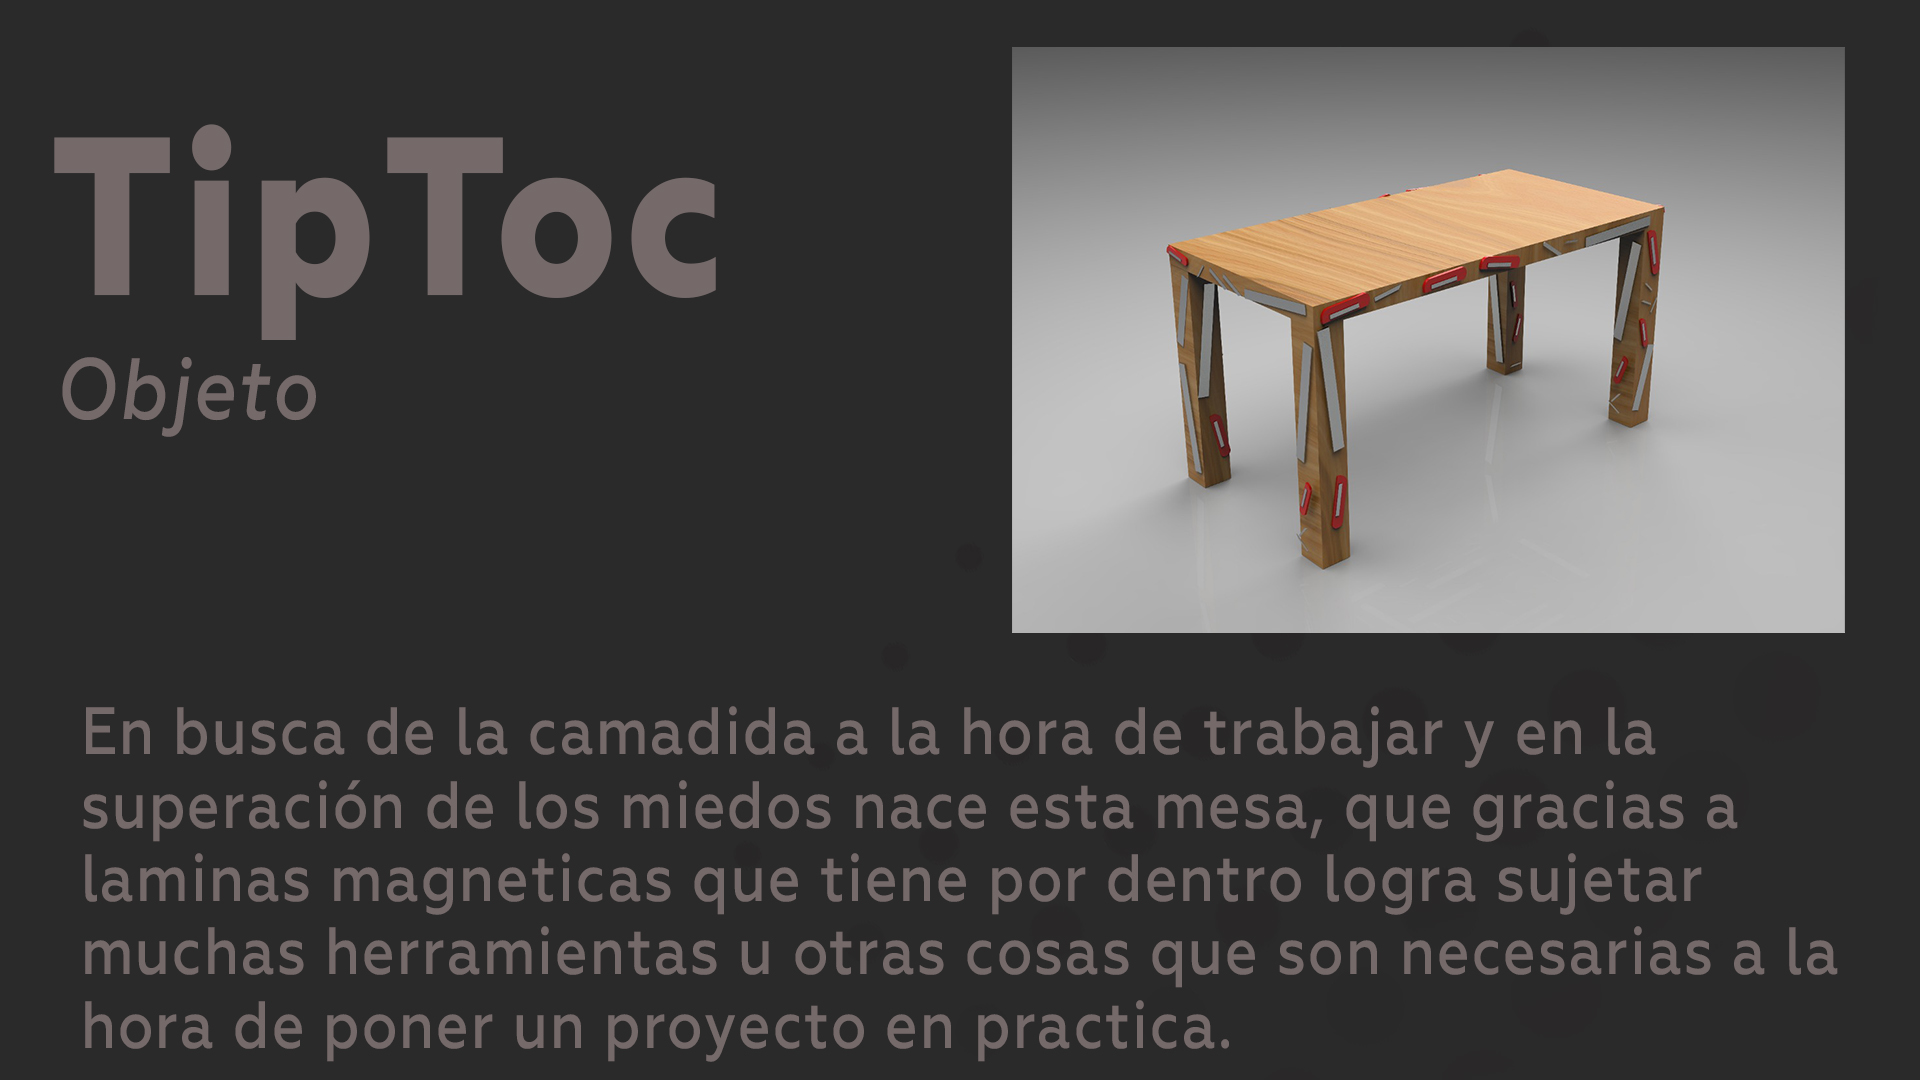 TipToc
Objeto
En busca de la camadida a la hora de trabajar y en la
superación de los miedos nace esta mesa, que gracias a
laminas magneticas que tiene por dentro logra sujetar
muchas herramientas u otras cosas que son necesarias a la
hora de poner un proyecto en practica.